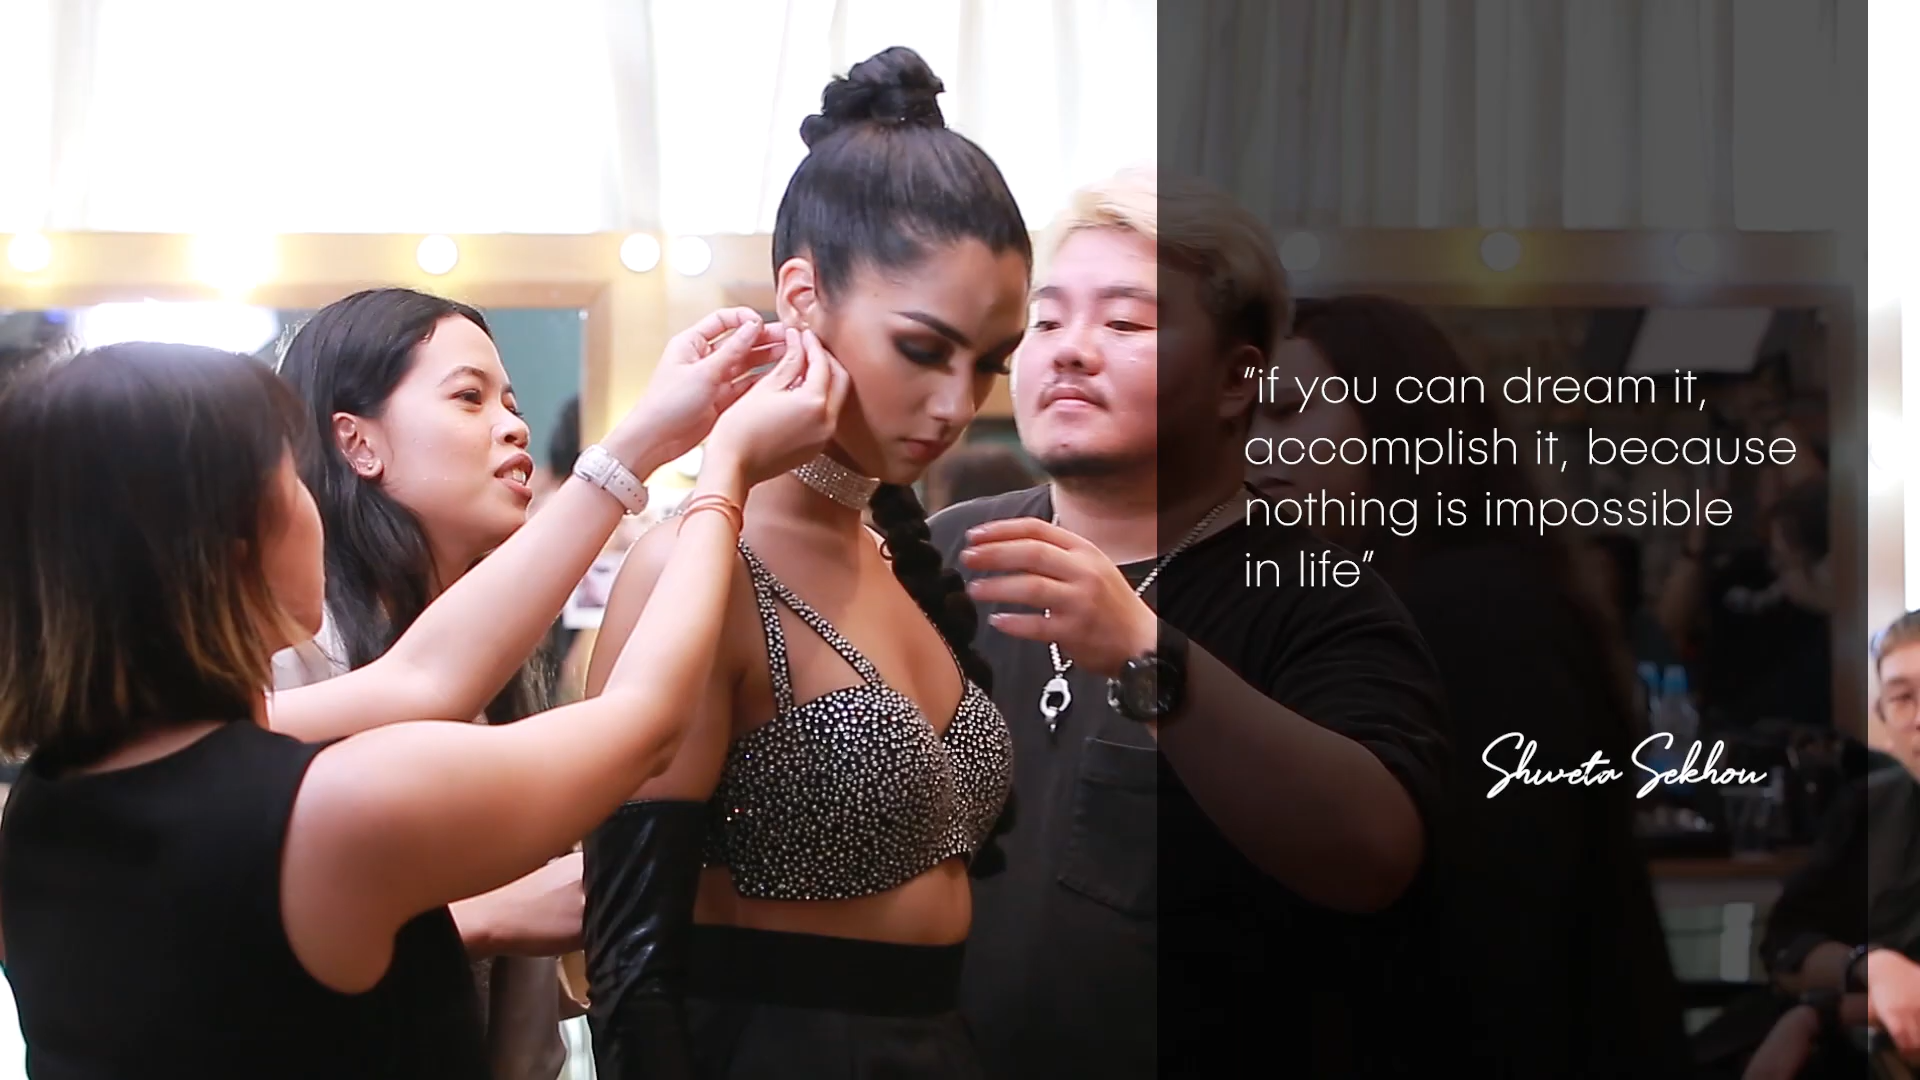 “if you can dream it,
accomplish it, because
nothing is impossible
in life”
Shweta Sekhon